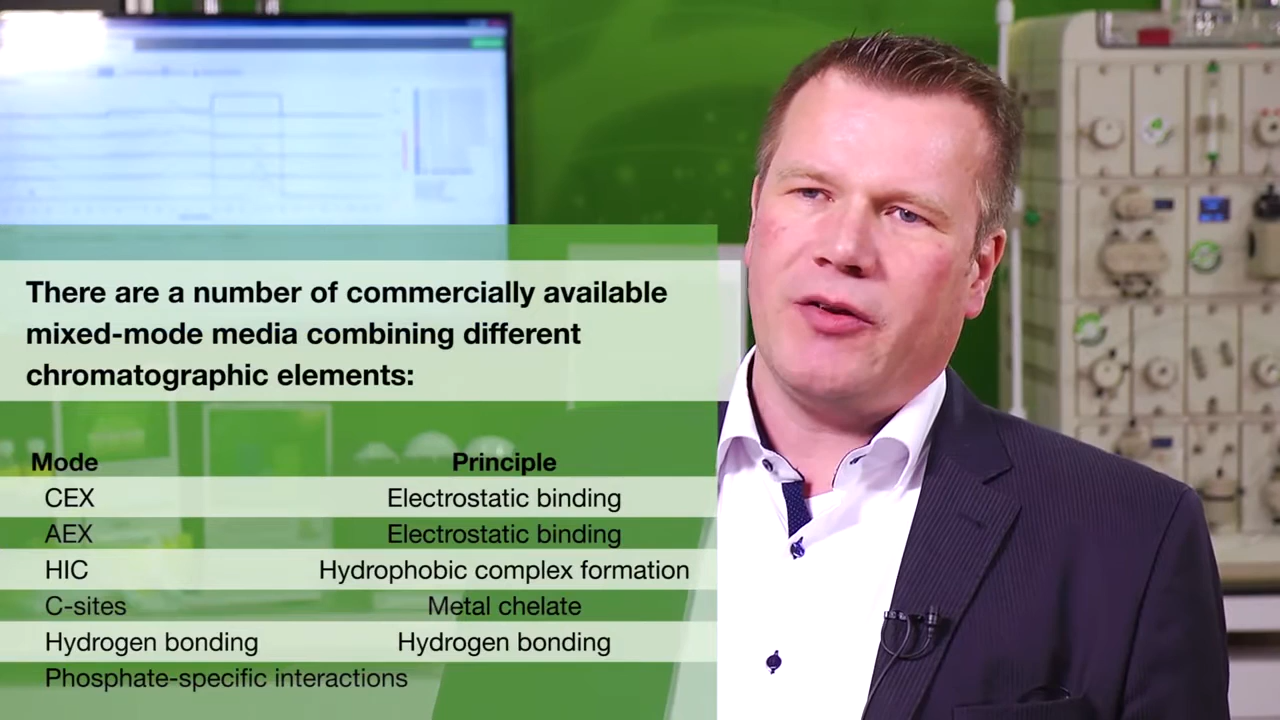 There are a number of commercially available
mixed-mode media combining different
chromatographic elements:
Mode Principle
CEX Electrostatic binding
AEX Electrostatic binding
HIC Hydrophobic complex formation
C-sites Metal chelate
Hydrogen bonding Hydrogen bonding
Phosphate-specific interactions